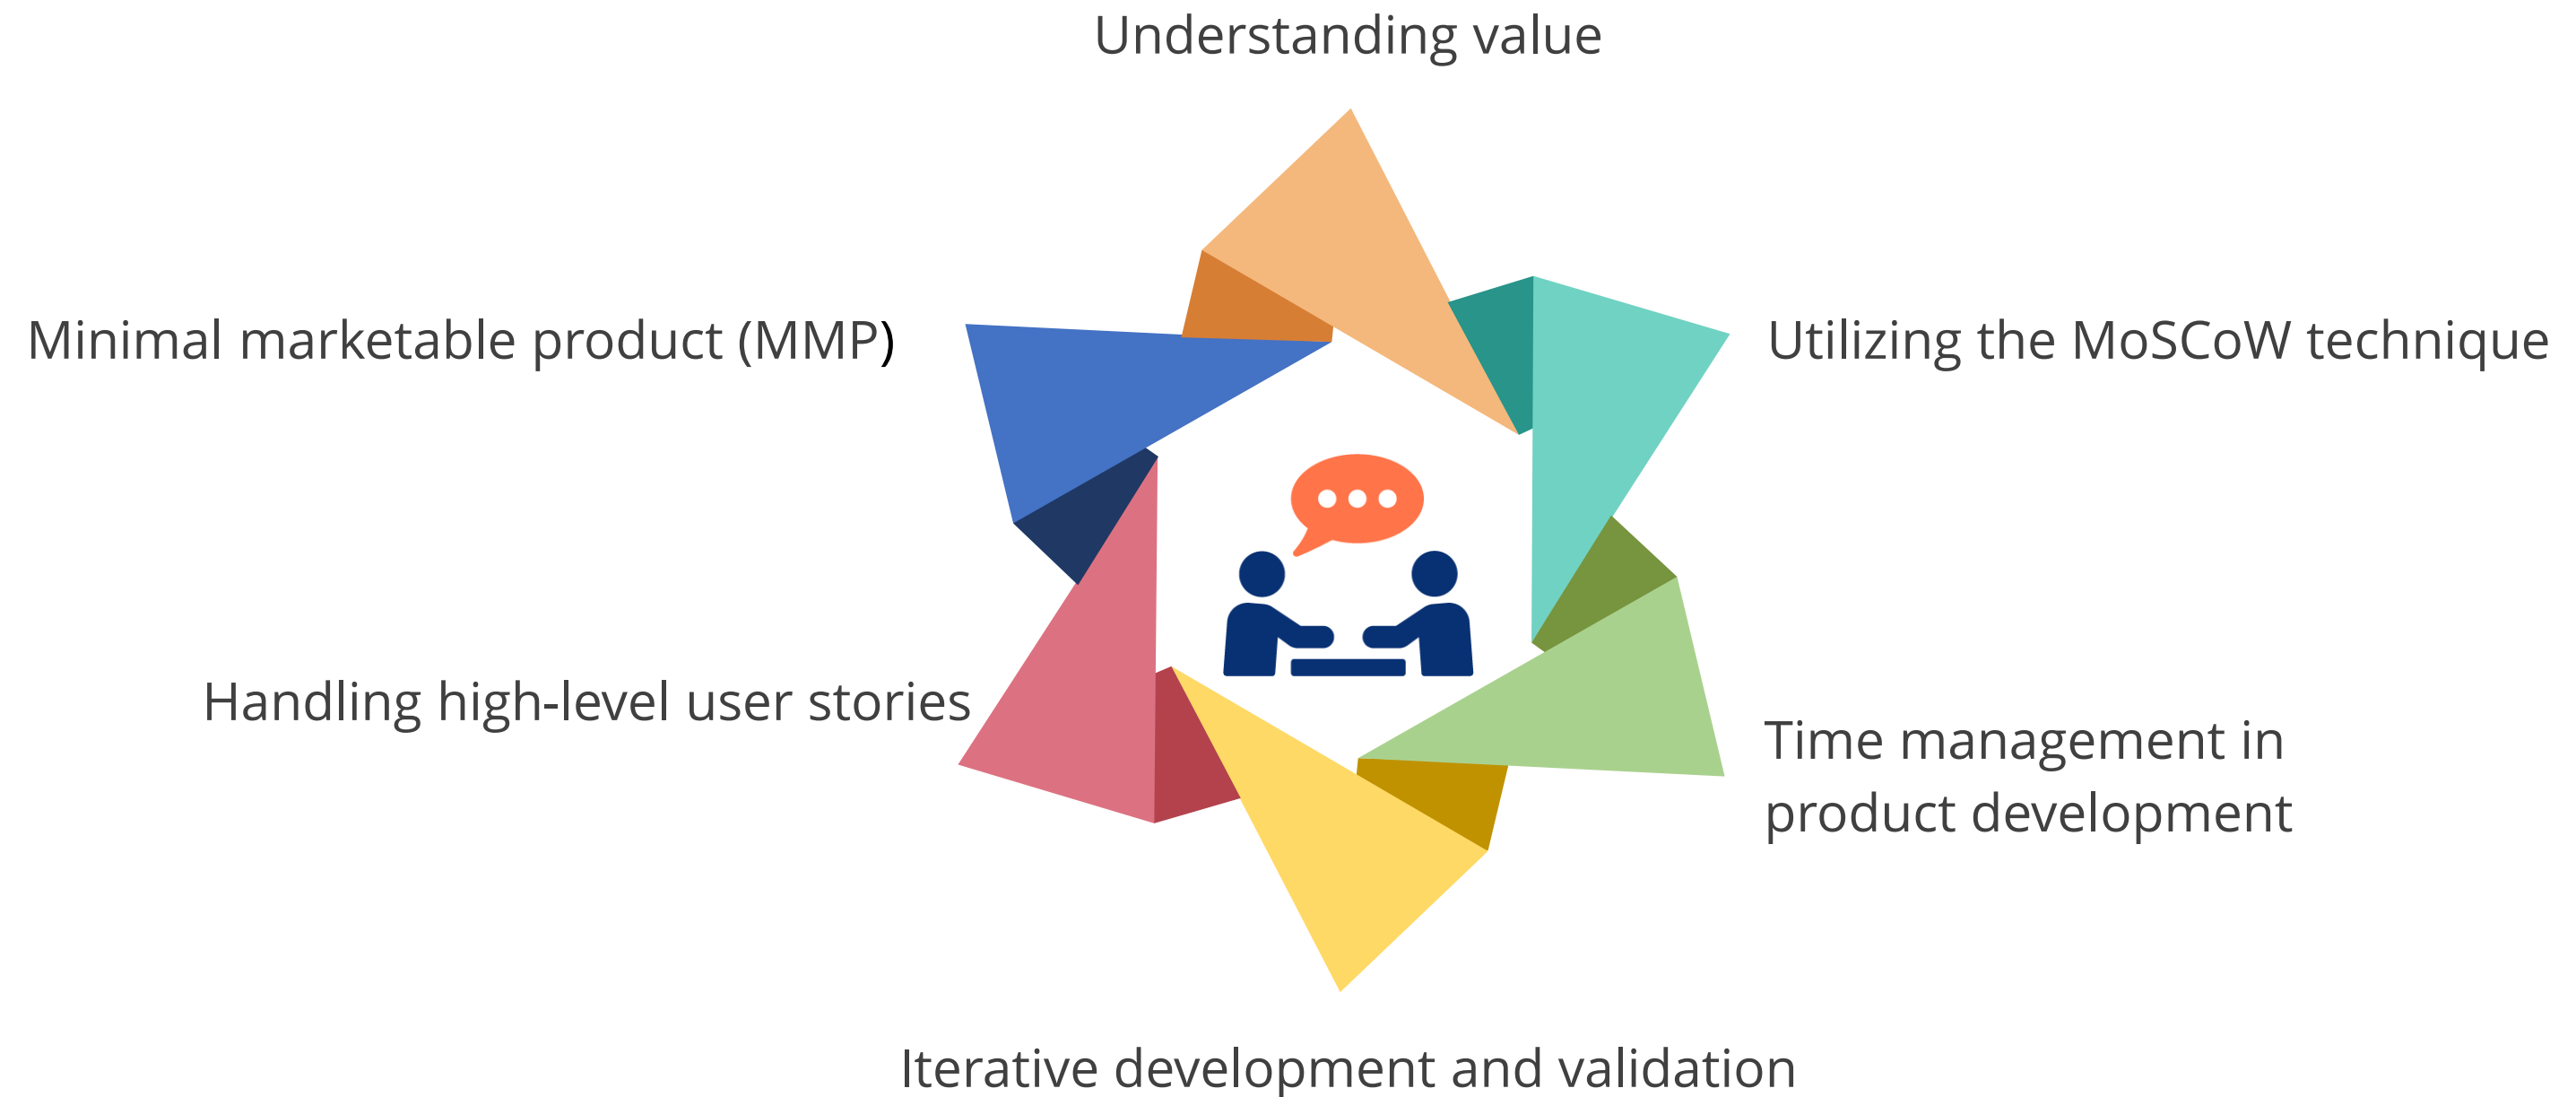 Understanding value
Minimal marketable product (MMP)
Utilizing the MoSCoW technique
Handling high-level user stories
Time management in
product development
Iterative development and validation